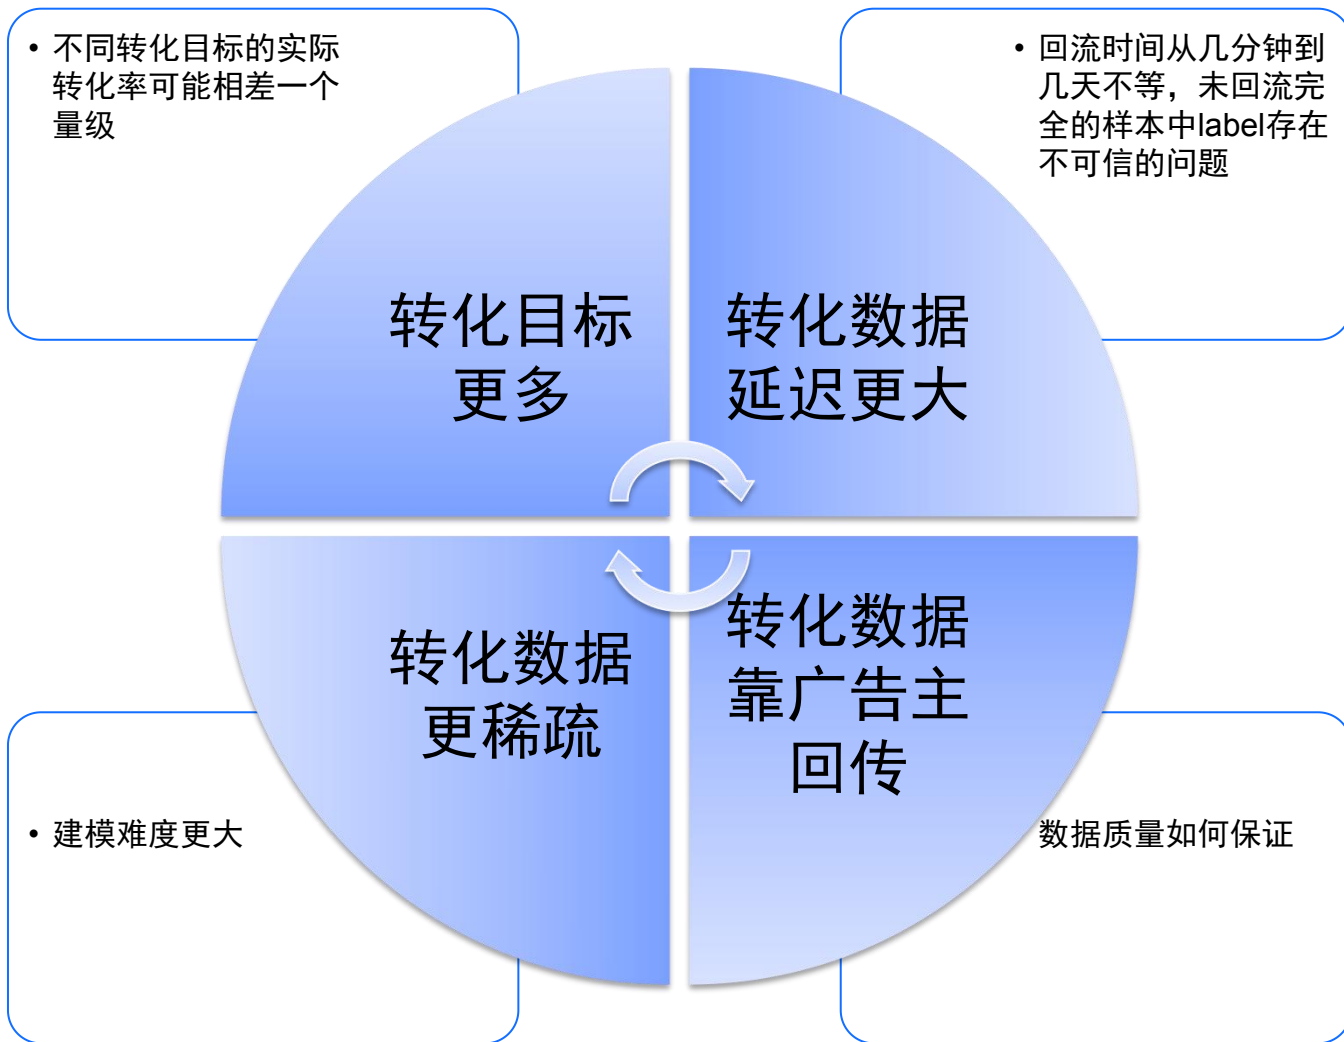 • 不同转化目标的实际
转化率可能相差一个
量级
• 回流时间从几分钟到
几天不等，未回流完
全的样本中label存在
不可信的问题
转化目标
更多
转化数据
延迟更大
转化数据
更稀疏
转化数据
靠广告主
回传
• 建模难度更大
数据质量如何保证